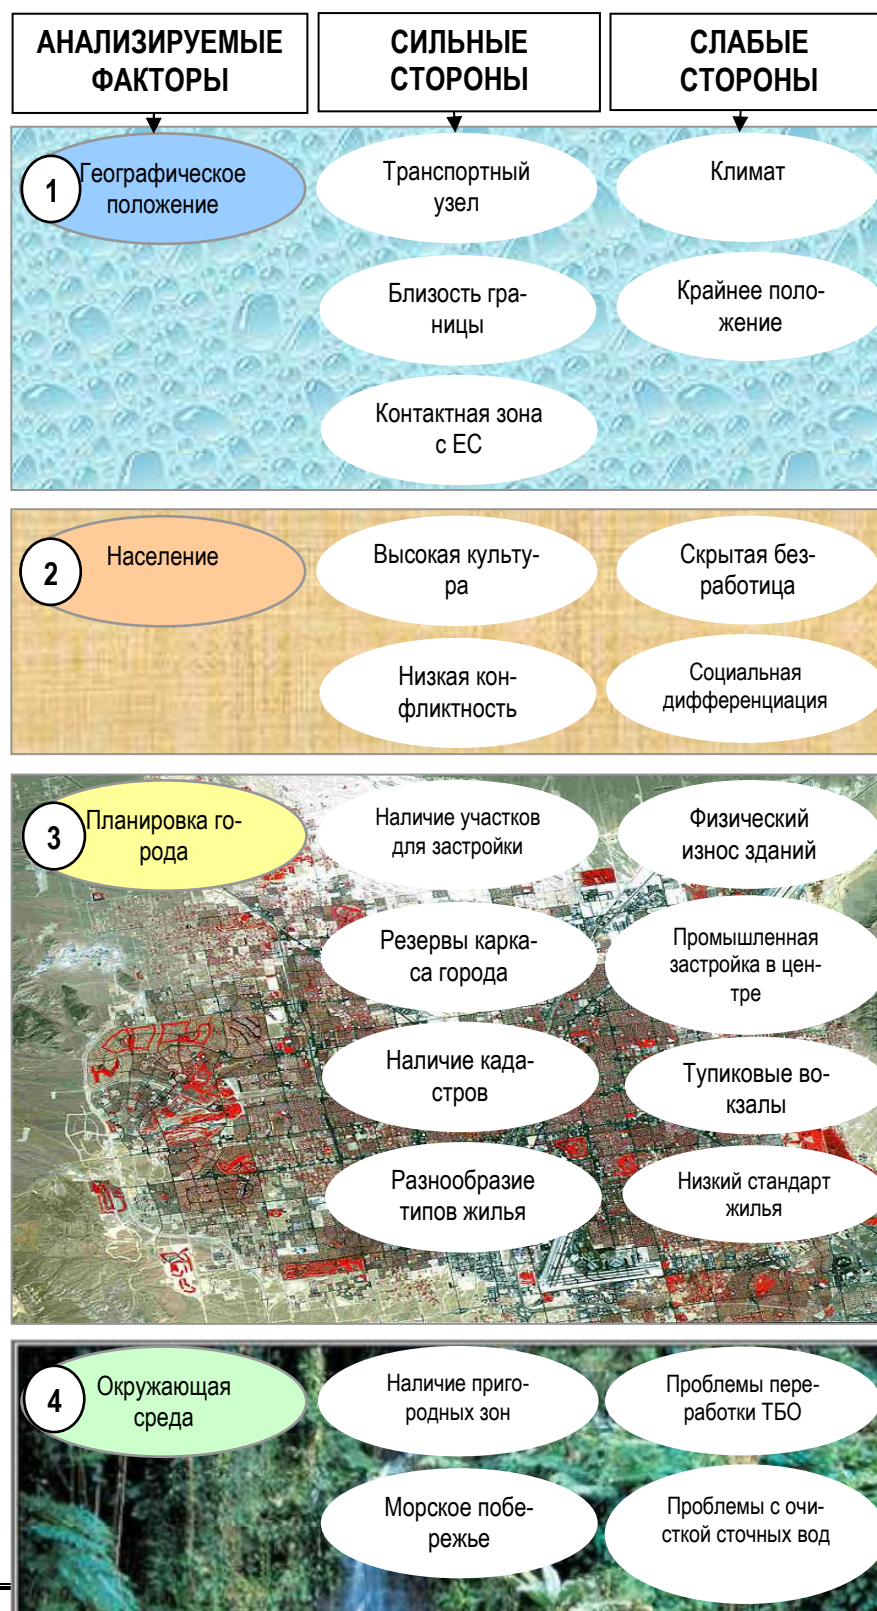 АНАЛИЗИРУЕМЫЕ
ФАКТОРЫ
СИЛЬНЫЕ
СТОРОНЫ
СЛАБЫЕ
СТОРОНЫ
1
Географическое
положение
Транспортный
узел
Климат
Близость гра-
ницы
Крайнее поло-
жение
Контактная зона
с ЕС
2
Население
Высокая культу-
ра
Скрытая без-
работица
Низкая кон-
фликтность
Социальная
дифференциация
3
Планировка го-
рода
Наличие участков
для застройки
Физический
износ зданий
Резервы карка-
са города
Промышленная
застройка в цен-
тре
Наличие када-
стров
Тупиковые во-
кзалы
Разнообразие
типов жилья
Низкий стандарт
жилья
4
Окружающая
среда
Наличие приго-
родных зон
Проблемы пере-
работки ТБО
Морское побе-
режье
Проблемы с очи-
сткой сточных вод